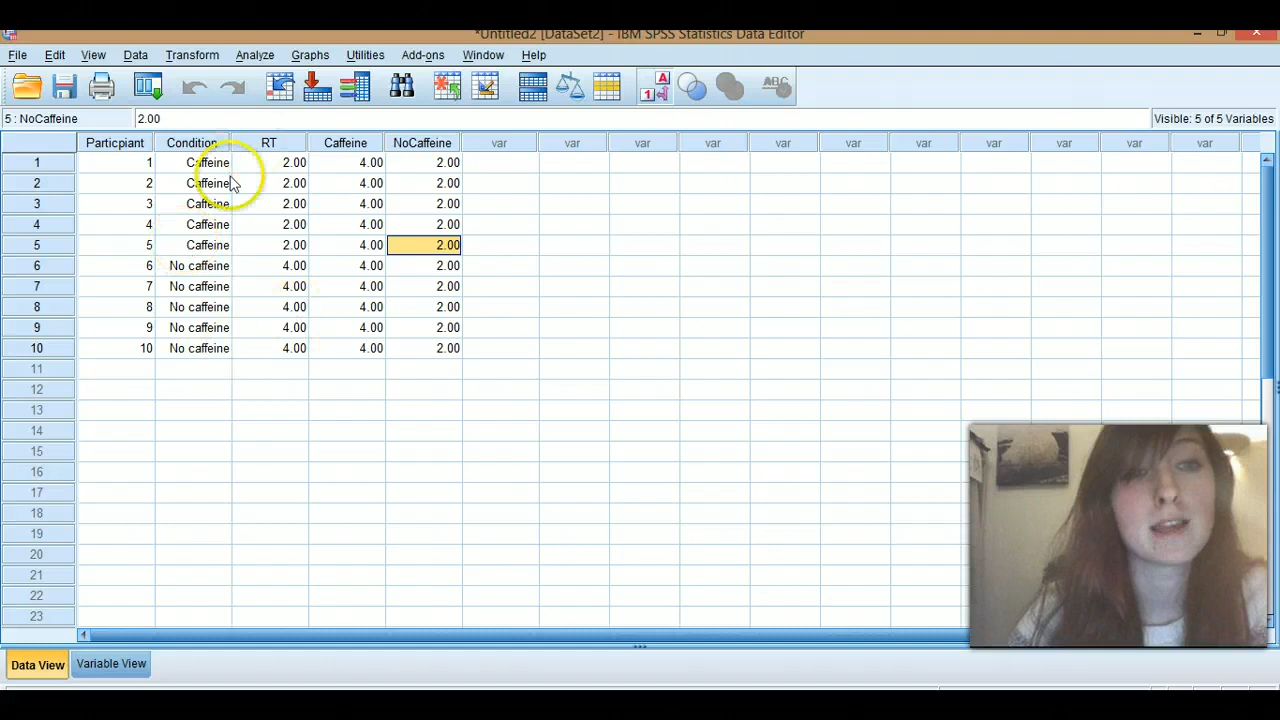 *Untitled2 [DataSet2] - IBM SPSS Statistics Data Editor
File Edit View Data Transform Analyze Graphs Utilities Add-ons Window Help
5 : NoCaffeine 2.00 Visible: 5 of 5 Variables
Particpiant Condition RT Caffeine NoCaffeine var var var var var var var var var var var
1 1 Caffeine 2.00 4.00 2.00
2 2 Caffeine 2.00 4.00 2.00
3 3 Caffeine 2.00 4.00 2.00
4 4 Caffeine 2.00 4.00 2.00
5 5 Caffeine 2.00 4.00 2.00
6 6 No caffeine 4.00 4.00 2.00
7 7 No caffeine 4.00 4.00 2.00
8 8 No caffeine 4.00 4.00 2.00
9 9 No caffeine 4.00 4.00 2.00
10 10 No caffeine 4.00 4.00 2.00
11
12
13
14
15
16
17
18
19
20
21
22
23
Data View Variable View